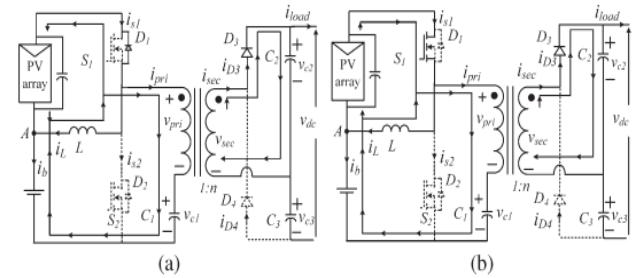 i_s1
i_load
S_1
D_1
D_3
C_2
v_c2
PV
array
i_D3
i_pri
i_sec
v_dc
A
i_L
L
v_pri
v_sec
i_b
i_s2
D_2
1:n
D_4
S_2
C_1
v_c1
i_D4
C_3
v_c3
(a)
i_s1
i_load
S_1
D_1
D_3
C_2
v_c2
PV
array
i_D3
i_pri
i_sec
v_dc
A
i_L
L
v_pri
v_sec
i_b
i_s2
D_2
1:n
D_4
S_2
C_1
v_c1
i_D4
C_3
v_c3
(b)